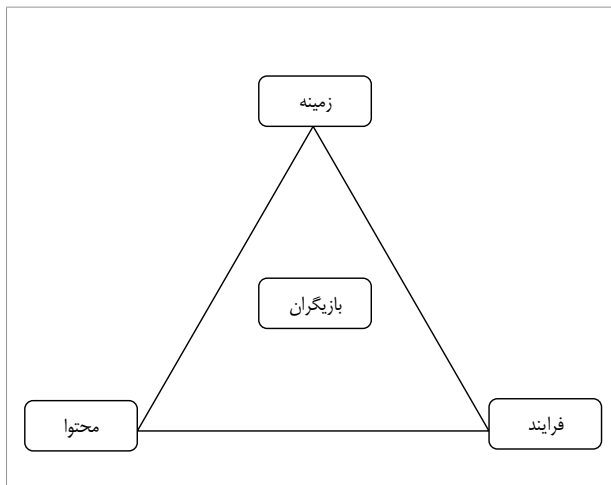 زمینه
بازیگران
فرایند
محتوا